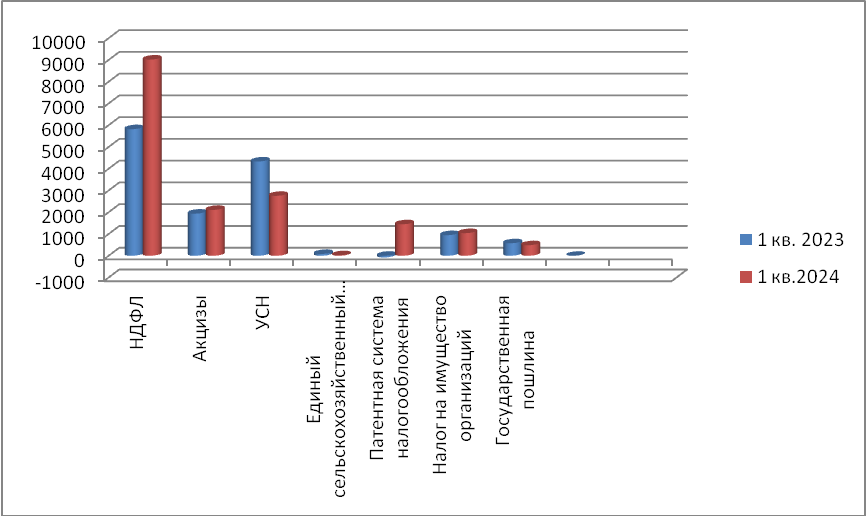 10000
9000
8000
7000
6000
5000
4000
3000
2000
1000
0
-1000
НДФЛ
Акцизы
УСН
Единый
сельскохозяйственный...
Патентная система
налогообложения
Налог на имущество
организаций
Государственная
пошлина
1 кв. 2023
1 кв.2024